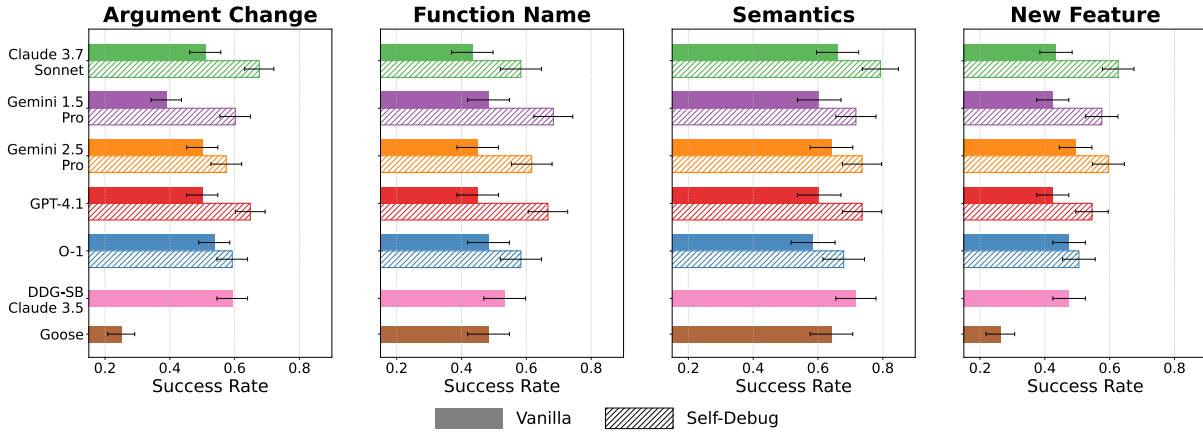 Argument Change
Function Name
Semantics
New Feature
Claude 3.7
Sonnet
Gemini 1.5
Pro
Gemini 2.5
Pro
GPT-4.1
O-1
DDG-SB
Claude 3.5
Goose
0.2 0.4 0.6 0.8
0.2 0.4 0.6 0.8
0.2 0.4 0.6 0.8
0.2 0.4 0.6 0.8
Success Rate
Success Rate
Success Rate
Success Rate
Vanilla
Self-Debug